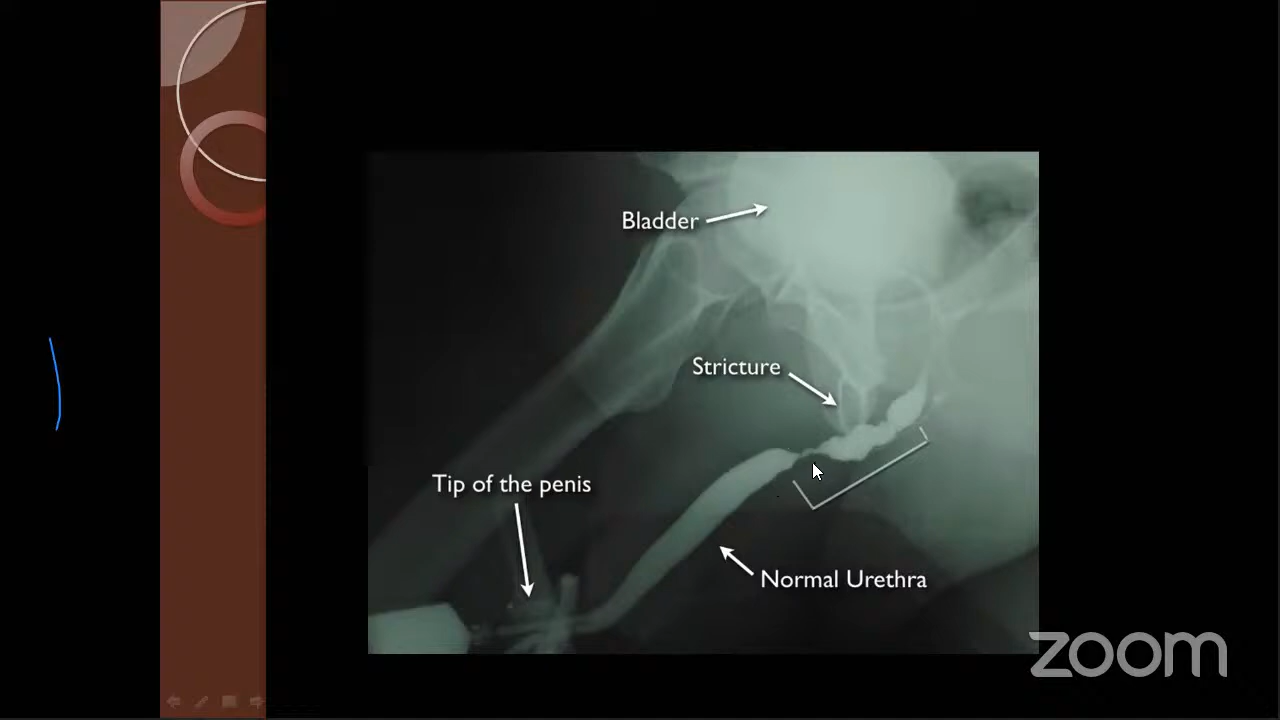 Bladder
Stricture
Tip of the penis
Normal Urethra
zoom